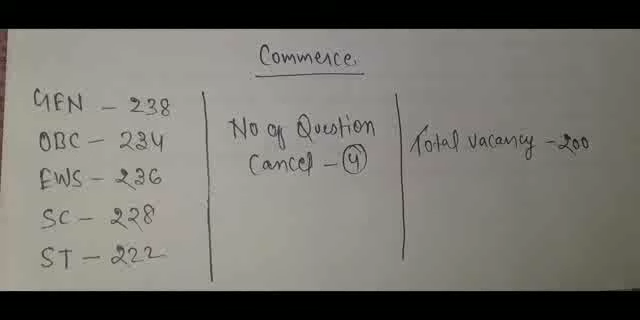 Commerce
GEN - 238
OBC - 234
EWS - 236
SC - 228
ST - 222
No of Question
Cancel - 4
Total vacancy - 200